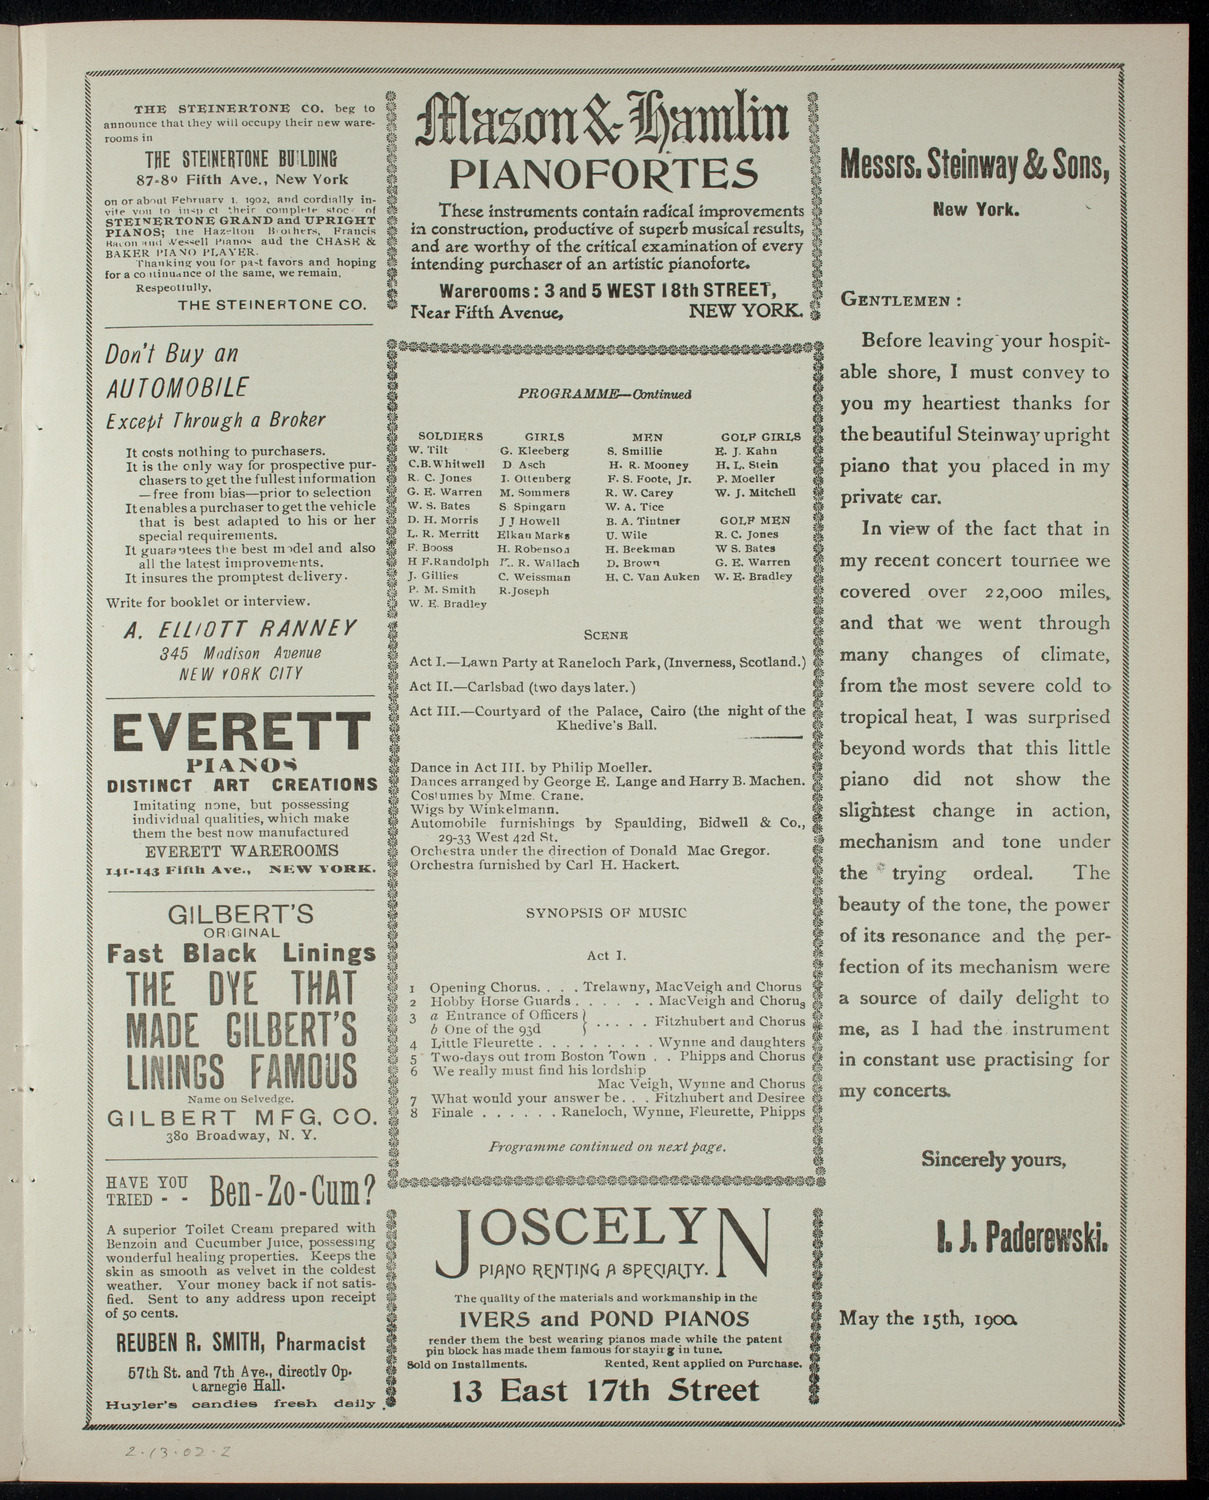 THE STEINERTONE CO. beg to
announce that they will occupy their new ware-
rooms in
THE STEINERTONE BUILDING
87-89 Fifth Ave., New York
on or about February 1, 1902, and cordially in-
vite you to inspect their complete stock of
STEINERTONE GRAND and UPRIGHT
PIANOS; the Hazelton Brothers, Francis
Bacon and Wessell Pianos and the CHASE &
BAKER PIANO PLAYER.
Thanking you for past favors and hoping
for a continuance of the same, we remain,
Respectfully,
THE STEINERTONE CO.
Don't Buy an
AUTOMOBILE
Except Through a Broker
It costs nothing to purchasers.
It is the only way for prospective pur-
chasers to get the fullest information
—free from bias—prior to selection
It enables a purchaser to get the vehicle
that is best adapted to his or her
special requirements.
It guarantees the best model and also
all the latest improvements.
It insures the promptest delivery.
Write for booklet or interview.
A. ELLIOTT RANNEY
345 Madison Avenue
NEW YORK CITY
EVERETT
PIANOS
DISTINCT ART CREATIONS
Imitating none, but possessing
individual qualities, which make
them the best now manufactured
EVERETT WAREROOMS
141-143 Fifth Ave., NEW YORK.
GILBERT'S
ORIGINAL
Fast Black Linings
THE DYE THAT
MADE GILBERT'S
LININGS FAMOUS
Name on Selvedge.
GILBERT MFG. CO.
380 Broadway, N. Y.
HAVE YOU
TRIED - - Ben-Zo-Cum?
A superior Toilet Cream prepared with
Benzoin and Cucumber Juice, possessing
wonderful healing properties. Keeps the
skin as smooth as velvet in the coldest
weather. Your money back if not satis-
fied. Sent to any address upon receipt
of 50 cents.
REUBEN R. SMITH, Pharmacist
57th St. and 7th Ave., directly Op.
Carnegie Hall.
Huyler's candies fresh daily.
Mason & Hamlin
PIANOFORTES
These instruments contain radical improvements
in construction, productive of superb musical results,
and are worthy of the critical examination of every
intending purchaser of an artistic pianoforte.
Warerooms: 3 and 5 WEST 18th STREET,
Near Fifth Avenue, NEW YORK.
PROGRAMME—Continued
SOLDIERS GIRLS MEN GOLF GIRLS
W. Tilt G. Kleeberg S. Smillie E. J. Kahn
C.B.Whitwell D Asch H. R. Mooney H. L. Stein
R. C. Jones I. Ottenberg F. S. Foote, Jr. P. Moeller
G. E. Warren M. Sommers R. W. Carey W. J. Mitchell
W. S. Bates S Spingarn W. A. Tice
D. H. Morris J J Howell B. A. Tintner GOLF MEN
L. R. Merritt Elkan Marks U. Wile R. C. Jones
F. Booss H. Robenson H. Beekman W S. Bates
H F.Randolph E. R. Wallach D. Brown G. E. Warren
J. Gillies C. Weissman H. C. Van Auken W. E. Bradley
P. M. Smith R.Joseph
W. E. Bradley
SCENE
Act I.—Lawn Party at Raneloch Park, (Inverness, Scotland.)
Act II.—Carlsbad (two days later.)
Act III.—Courtyard of the Palace, Cairo (the night of the
Khedive's Ball.
Dance in Act III. by Philip Moeller.
Dances arranged by George E. Lange and Harry B. Machen.
Costumes by Mme. Crane.
Wigs by Winkelmann.
Automobile furnishings by Spaulding, Bidwell & Co.,
29-33 West 42d St.
Orchestra under the direction of Donald Mac Gregor.
Orchestra furnished by Carl H. Hackert.
SYNOPSIS OF MUSIC
Act I.
1 Opening Chorus. . . . Trelawny, MacVeigh and Chorus
2 Hobby Horse Guards . . . . . . MacVeigh and Chorus
3 a Entrance of Officers
b One of the 93d } . . . . . Fitzhubert and Chorus
4 Little Fleurette . . . . . . . . . Wynne and daughters
5 Two-days out from Boston Town . . Phipps and Chorus
6 We really must find his lordship
Mac Veigh, Wynne and Chorus
7 What would your answer be. . . Fitzhubert and Desiree
8 Finale . . . . . . Raneloch, Wynne, Fleurette, Phipps
Programme continued on next page.
JOSCELYN
PIANO RENTING A SPECIALTY.
The quality of the materials and workmanship in the
IVERS and POND PIANOS
render them the best wearing pianos made while the patent
pin block has made them famous for staying in tune.
Sold on Installments. Rented, Rent applied on Purchase.
13 East 17th Street
Messrs. Steinway & Sons,
New York.
GENTLEMEN:
Before leaving your hospit-
able shore, I must convey to
you my heartiest thanks for
the beautiful Steinway upright
piano that you placed in my
private car.
In view of the fact that in
my recent concert tournee we
covered over 22,000 miles,
and that we went through
many changes of climate,
from the most severe cold to
tropical heat, I was surprised
beyond words that this little
piano did not show the
slightest change in action,
mechanism and tone under
the trying ordeal. The
beauty of the tone, the power
of its resonance and the per-
fection of its mechanism were
a source of daily delight to
me, as I had the instrument
in constant use practising for
my concerts.
Sincerely yours,
I. J. Paderewski.
May the 15th, 1900.
2.13.02.2